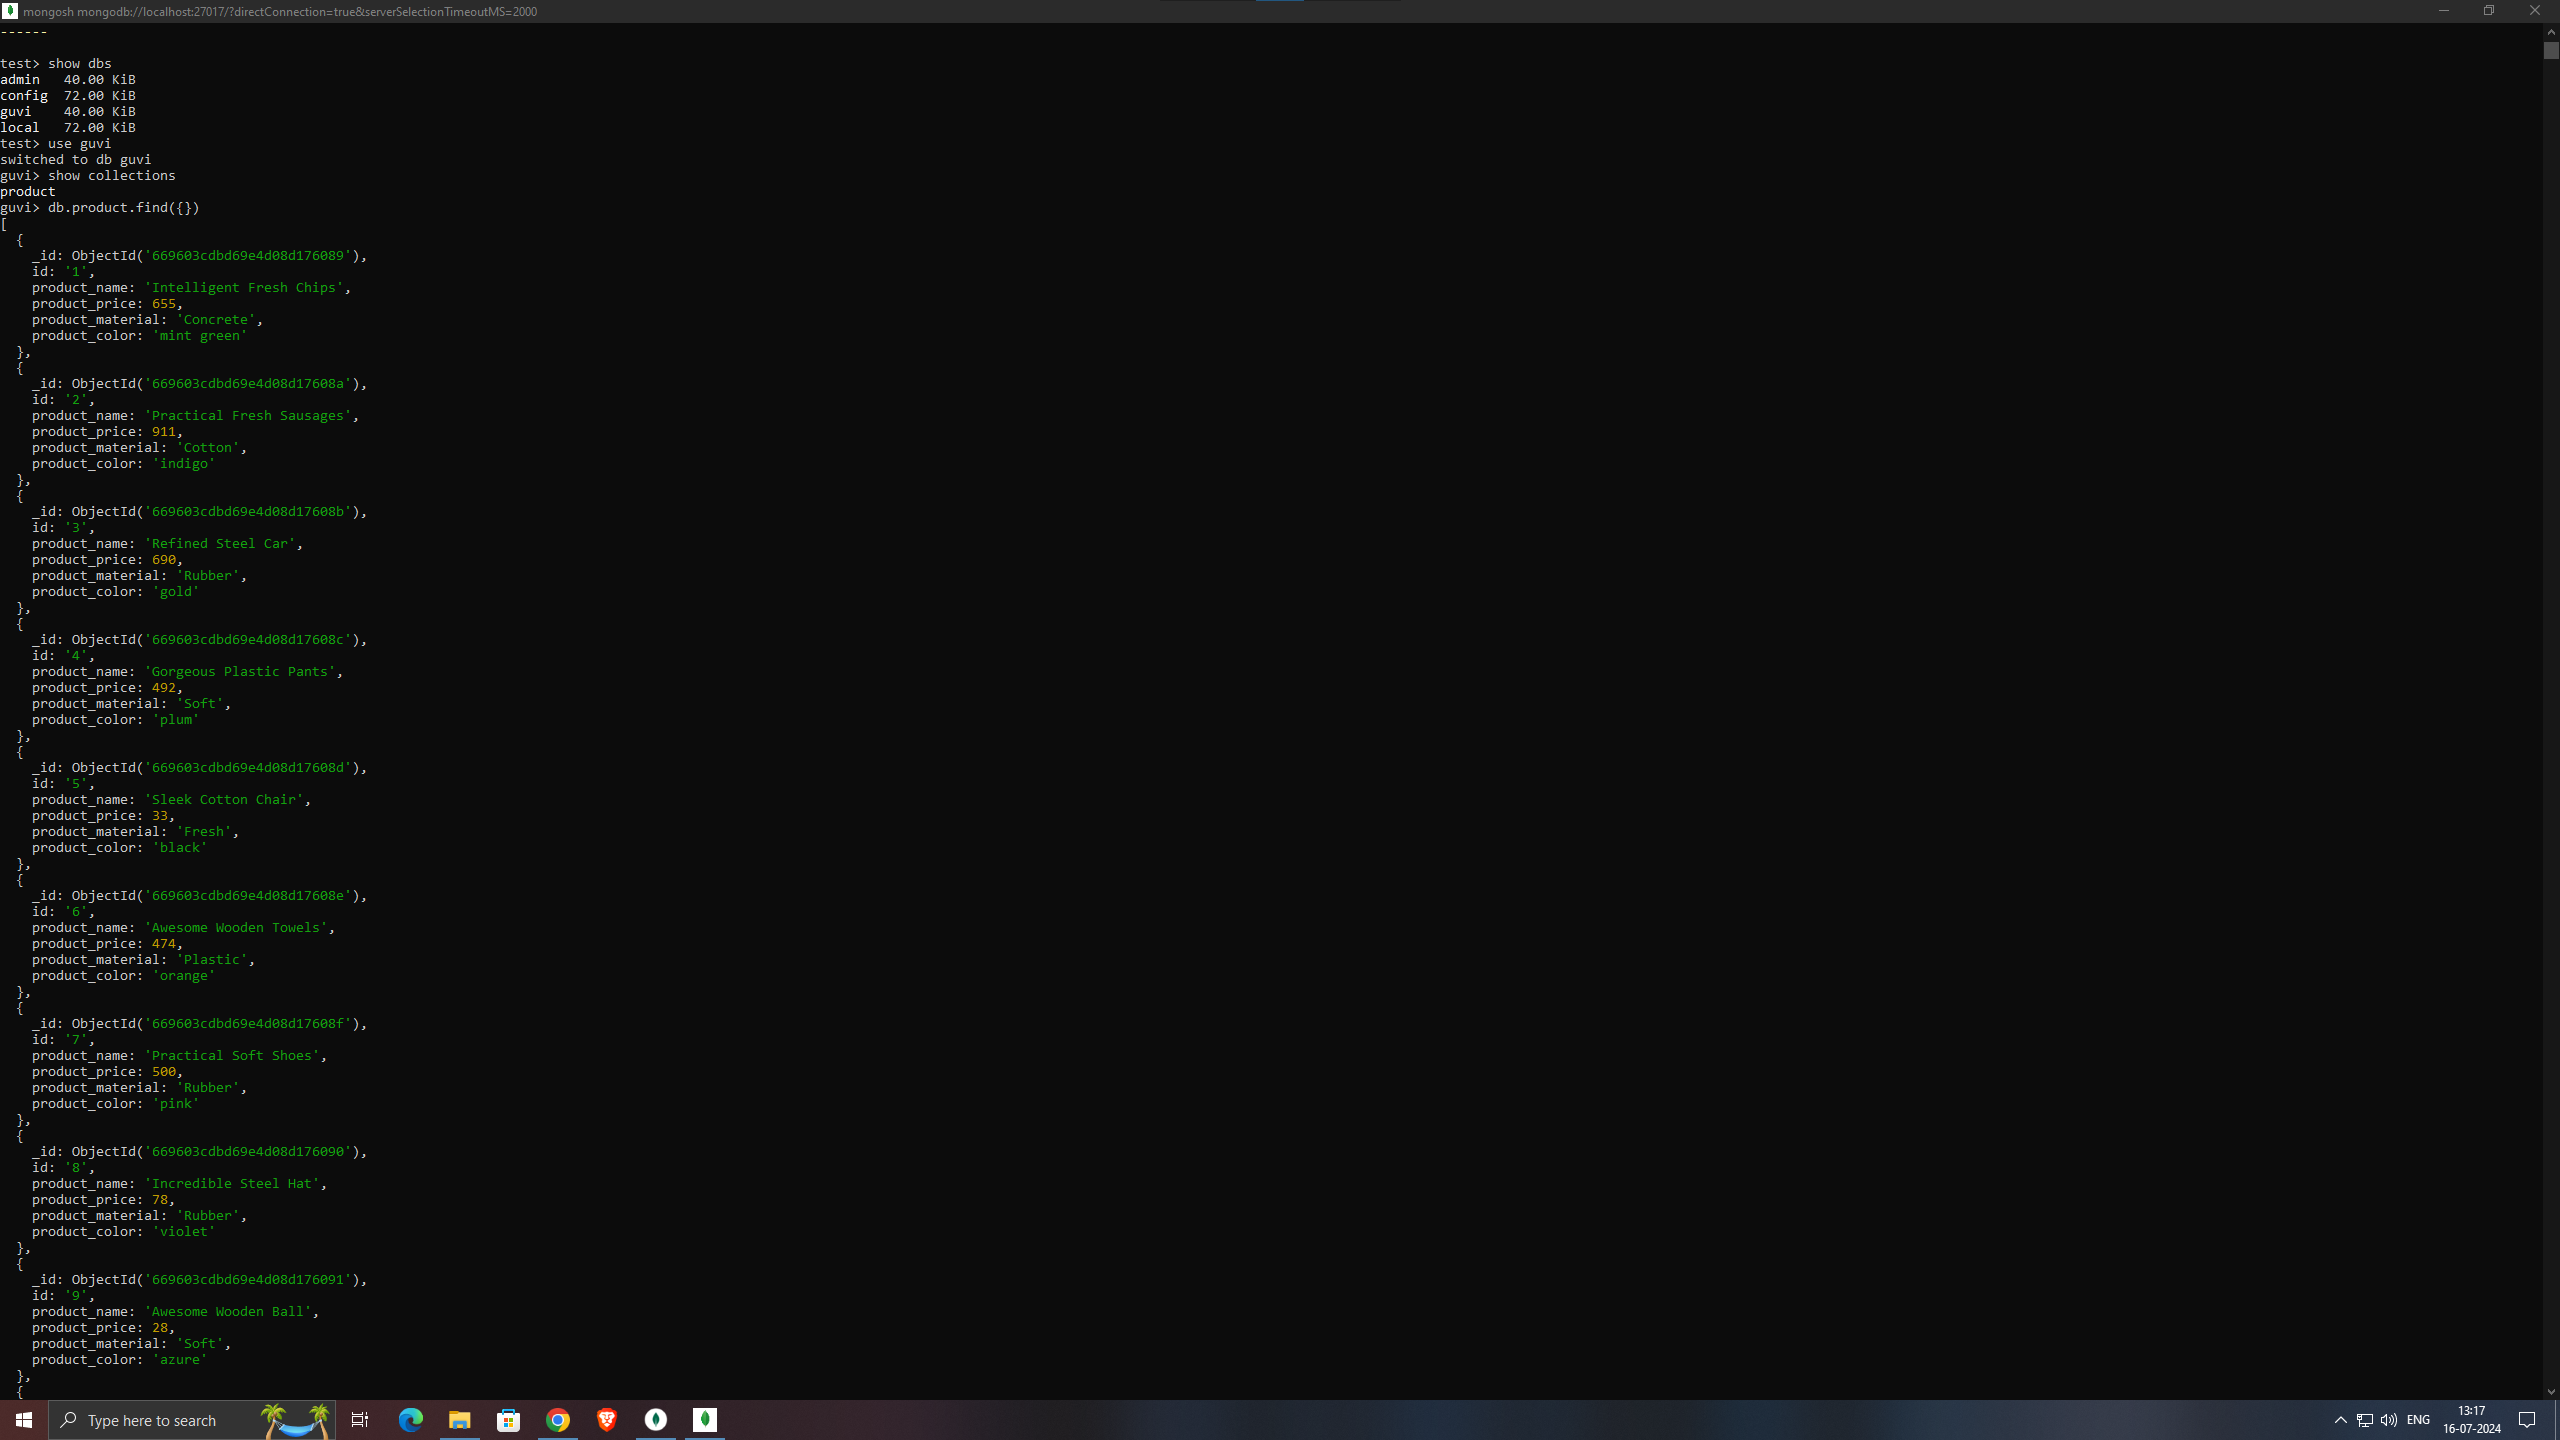 mongosh mongodb://localhost:27017/?directConnection=true&serverSelectionTimeoutMS=2000
------
test> show dbs
admin   40.00 KiB
config  72.00 KiB
guvi    40.00 KiB
local   72.00 KiB
test> use guvi
switched to db guvi
guvi> show collections
product
guvi> db.product.find({})
[
  {
    _id: ObjectId('669603cdbd69e4d08d176089'),
    id: '1',
    product_name: 'Intelligent Fresh Chips',
    product_price: 655,
    product_material: 'Concrete',
    product_color: 'mint green'
  },
  {
    _id: ObjectId('669603cdbd69e4d08d17608a'),
    id: '2',
    product_name: 'Practical Fresh Sausages',
    product_price: 911,
    product_material: 'Cotton',
    product_color: 'indigo'
  },
  {
    _id: ObjectId('669603cdbd69e4d08d17608b'),
    id: '3',
    product_name: 'Refined Steel Car',
    product_price: 690,
    product_material: 'Rubber',
    product_color: 'gold'
  },
  {
    _id: ObjectId('669603cdbd69e4d08d17608c'),
    id: '4',
    product_name: 'Gorgeous Plastic Pants',
    product_price: 492,
    product_material: 'Soft',
    product_color: 'plum'
  },
  {
    _id: ObjectId('669603cdbd69e4d08d17608d'),
    id: '5',
    product_name: 'Sleek Cotton Chair',
    product_price: 33,
    product_material: 'Fresh',
    product_color: 'black'
  },
  {
    _id: ObjectId('669603cdbd69e4d08d17608e'),
    id: '6',
    product_name: 'Awesome Wooden Towels',
    product_price: 474,
    product_material: 'Plastic',
    product_color: 'orange'
  },
  {
    _id: ObjectId('669603cdbd69e4d08d17608f'),
    id: '7',
    product_name: 'Practical Soft Shoes',
    product_price: 500,
    product_material: 'Rubber',
    product_color: 'pink'
  },
  {
    _id: ObjectId('669603cdbd69e4d08d176090'),
    id: '8',
    product_name: 'Incredible Steel Hat',
    product_price: 78,
    product_material: 'Rubber',
    product_color: 'violet'
  },
  {
    _id: ObjectId('669603cdbd69e4d08d176091'),
    id: '9',
    product_name: 'Awesome Wooden Ball',
    product_price: 28,
    product_material: 'Soft',
    product_color: 'azure'
  },
  {
Type here to search
ENG
13:17
16-07-2024